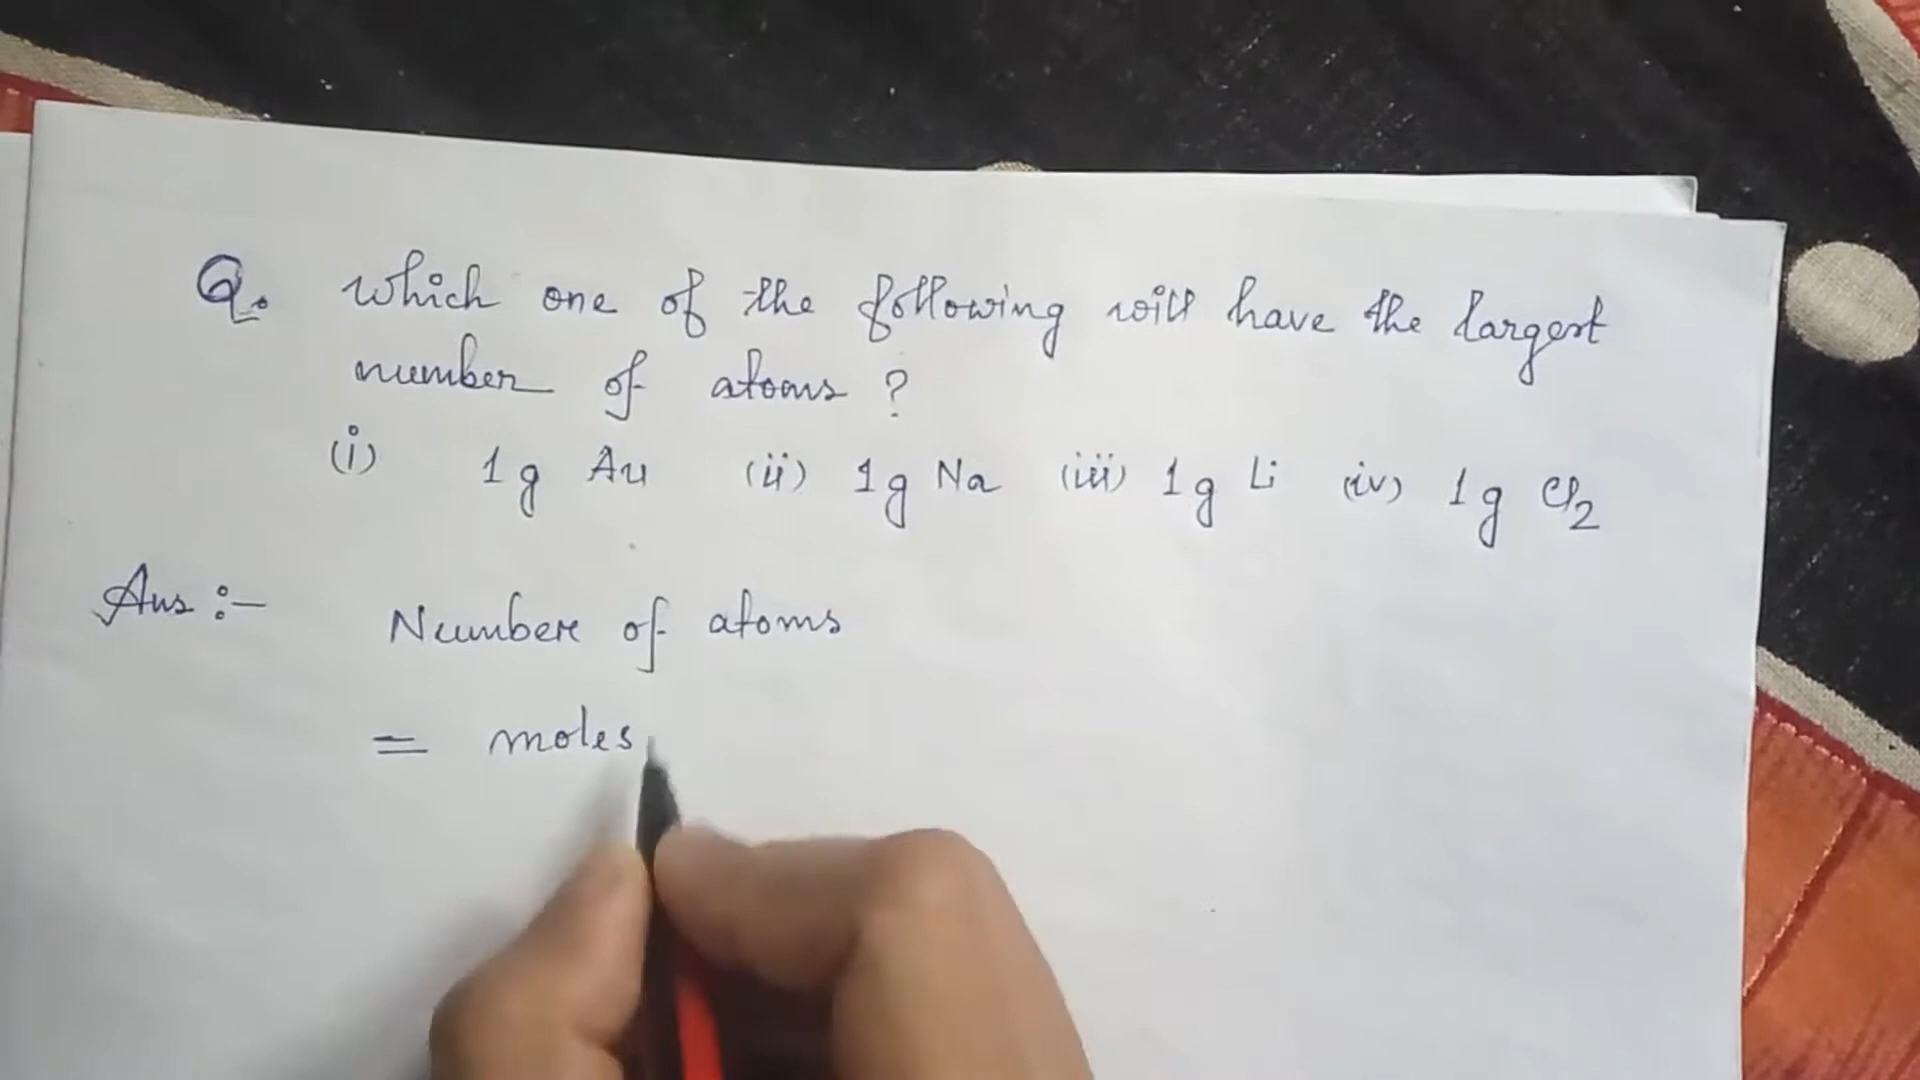 Q. which one of the following will have the largest
number of atoms ?
(i) 1g Au (ii) 1g Na (iii) 1g Li (iv) 1g Cl2
Ans :- Number of atoms
= moles